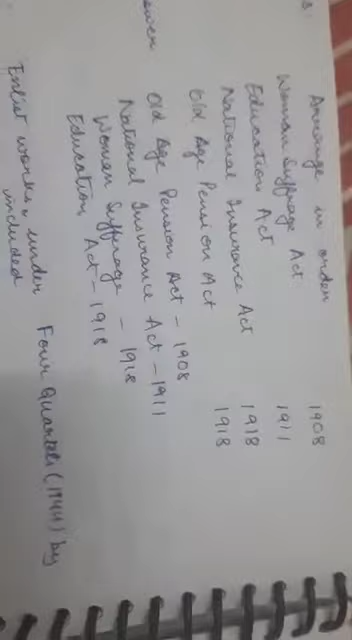 3.
Arrange in order
Woman Suffrage Act 1908
Education Act 1911
National Insurance Act 1918
Old Age Pension Act 1918
Old Age Pension Act - 1908
National Insurance Act - 1911
Woman Suffrage - 1918
Education Act - 1918
Enlist works under Four Quartets (1944) by
included